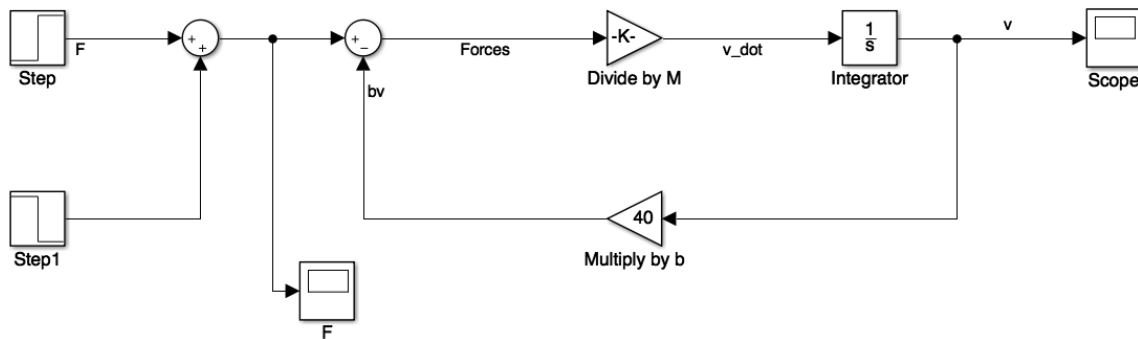 Step
F
+
+
+
−
Forces
bv
-K-
Divide by M
v_dot
1
s
Integrator
v
Scope
Step1
40
Multiply by b
F